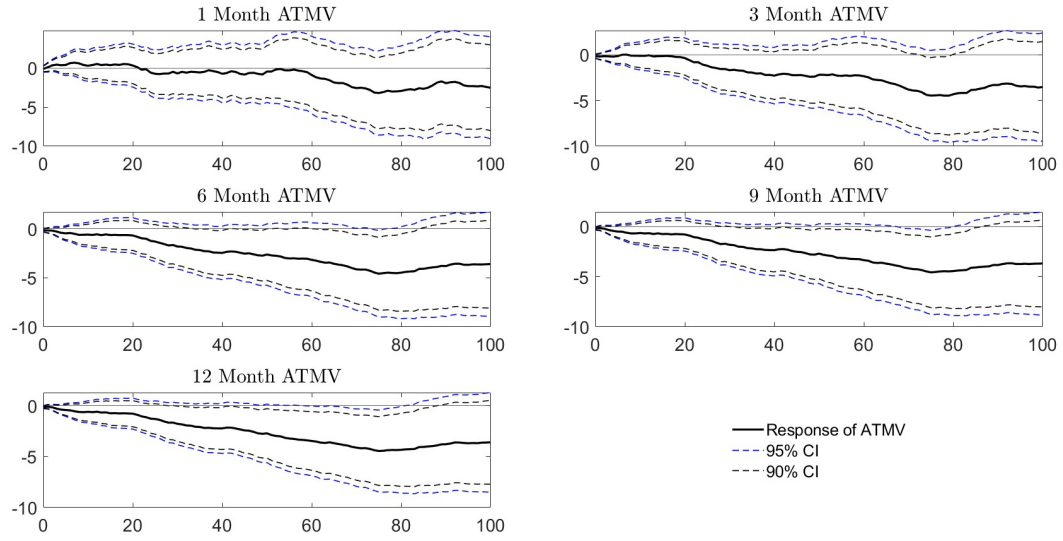 1 Month ATMV
0
-5
-10
0 20 40 60 80 100
3 Month ATMV
0
-5
-10
0 20 40 60 80 100
6 Month ATMV
0
-5
-10
0 20 40 60 80 100
9 Month ATMV
0
-5
-10
0 20 40 60 80 100
12 Month ATMV
0
-5
-10
0 20 40 60 80 100
Response of ATMV
95% CI
90% CI